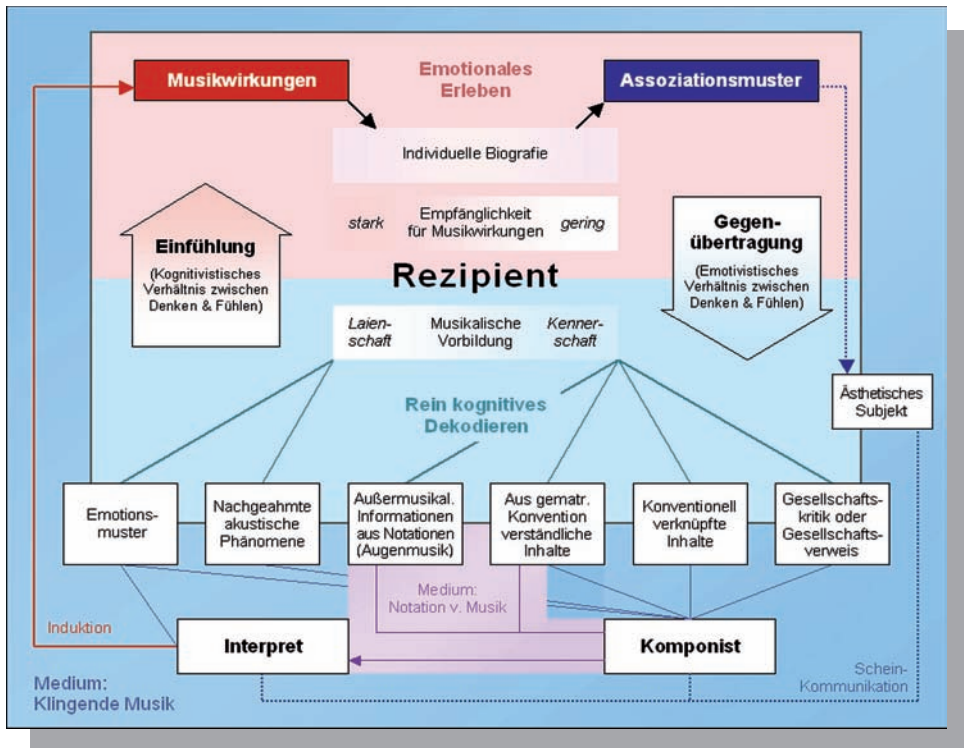 Musikwirkungen
Emotionales
Erleben
Assoziationsmuster
Individuelle Biografie
stark
Empfänglichkeit
für Musikwirkungen
gering
Einfühlung
(Kognitivistisches
Verhältnis zwischen
Denken & Fühlen)
Gegen-
übertragung
(Emotivistisches
Verhältnis zwischen
Denken & Fühlen)
Rezipient
Laien-
schaft
Musikalische
Vorbildung
Kenner-
schaft
Rein kognitives
Dekodieren
Ästhetisches
Subjekt
Emotions-
muster
Nachgeahmte
akustische
Phänomene
Außermusikal.
Informationen
aus Notationen
(Augenmusik)
Aus gematr.
Konvention
verständliche
Inhalte
Konventionell
verknüpfte
Inhalte
Gesellschafts-
kritik oder
Gesellschafts-
verweis
Medium:
Notation v. Musik
Induktion
Interpret
Komponist
Medium:
Klingende Musik
Schein-
Kommunikation